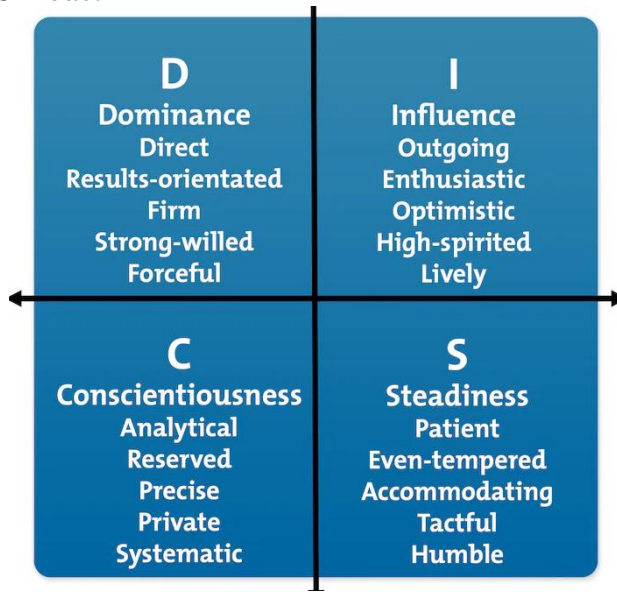 D
Dominance
Direct
Results-orientated
Firm
Strong-willed
Forceful
I
Influence
Outgoing
Enthusiastic
Optimistic
High-spirited
Lively
C
Conscientiousness
Analytical
Reserved
Precise
Private
Systematic
S
Steadiness
Patient
Even-tempered
Accommodating
Tactful
Humble